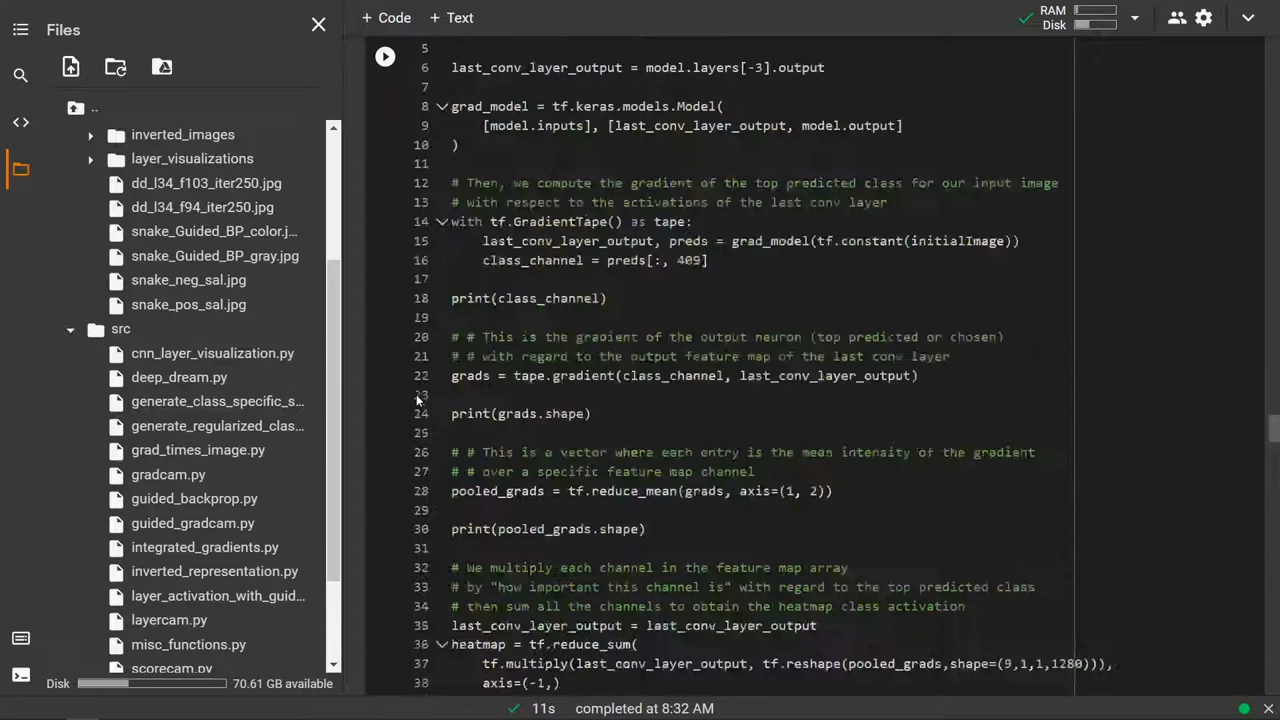 Files
..
inverted_images
layer_visualizations
dd_l34_f103_iter250.jpg
dd_l34_f94_iter250.jpg
snake_Guided_BP_color.j...
snake_Guided_BP_gray.jpg
snake_neg_sal.jpg
snake_pos_sal.jpg
src
cnn_layer_visualization.py
deep_dream.py
generate_class_specific_s...
generate_regularized_clas...
grad_times_image.py
gradcam.py
guided_backprop.py
guided_gradcam.py
integrated_gradients.py
inverted_representation.py
layer_activation_with_guid...
layercam.py
misc_functions.py
scorecam.py
Disk 70.61 GB available
+ Code + Text
RAM
Disk
5
6 last_conv_layer_output = model.layers[-3].output
7
8 grad_model = tf.keras.models.Model(
9 [model.inputs], [last_conv_layer_output, model.output]
10 )
11
12 # Then, we compute the gradient of the top predicted class for our input image
13 # with respect to the activations of the last conv layer
14 with tf.GradientTape() as tape:
15 last_conv_layer_output, preds = grad_model(tf.constant(initialImage))
16 class_channel = preds[:, 409]
17
18 print(class_channel)
19
20 # # This is the gradient of the output neuron (top predicted or chosen)
21 # # with regard to the output feature map of the last conv layer
22 grads = tape.gradient(class_channel, last_conv_layer_output)
23
24 print(grads.shape)
25
26 # # This is a vector where each entry is the mean intensity of the gradient
27 # # over a specific feature map channel
28 pooled_grads = tf.reduce_mean(grads, axis=(1, 2))
29
30 print(pooled_grads.shape)
31
32 # We multiply each channel in the feature map array
33 # by "how important this channel is" with regard to the top predicted class
34 # then sum all the channels to obtain the heatmap class activation
35 last_conv_layer_output = last_conv_layer_output
36 heatmap = tf.reduce_sum(
37 tf.multiply(last_conv_layer_output, tf.reshape(pooled_grads,shape=(9,1,1,1280))),
38 axis=(-1,)
11s completed at 8:32 AM